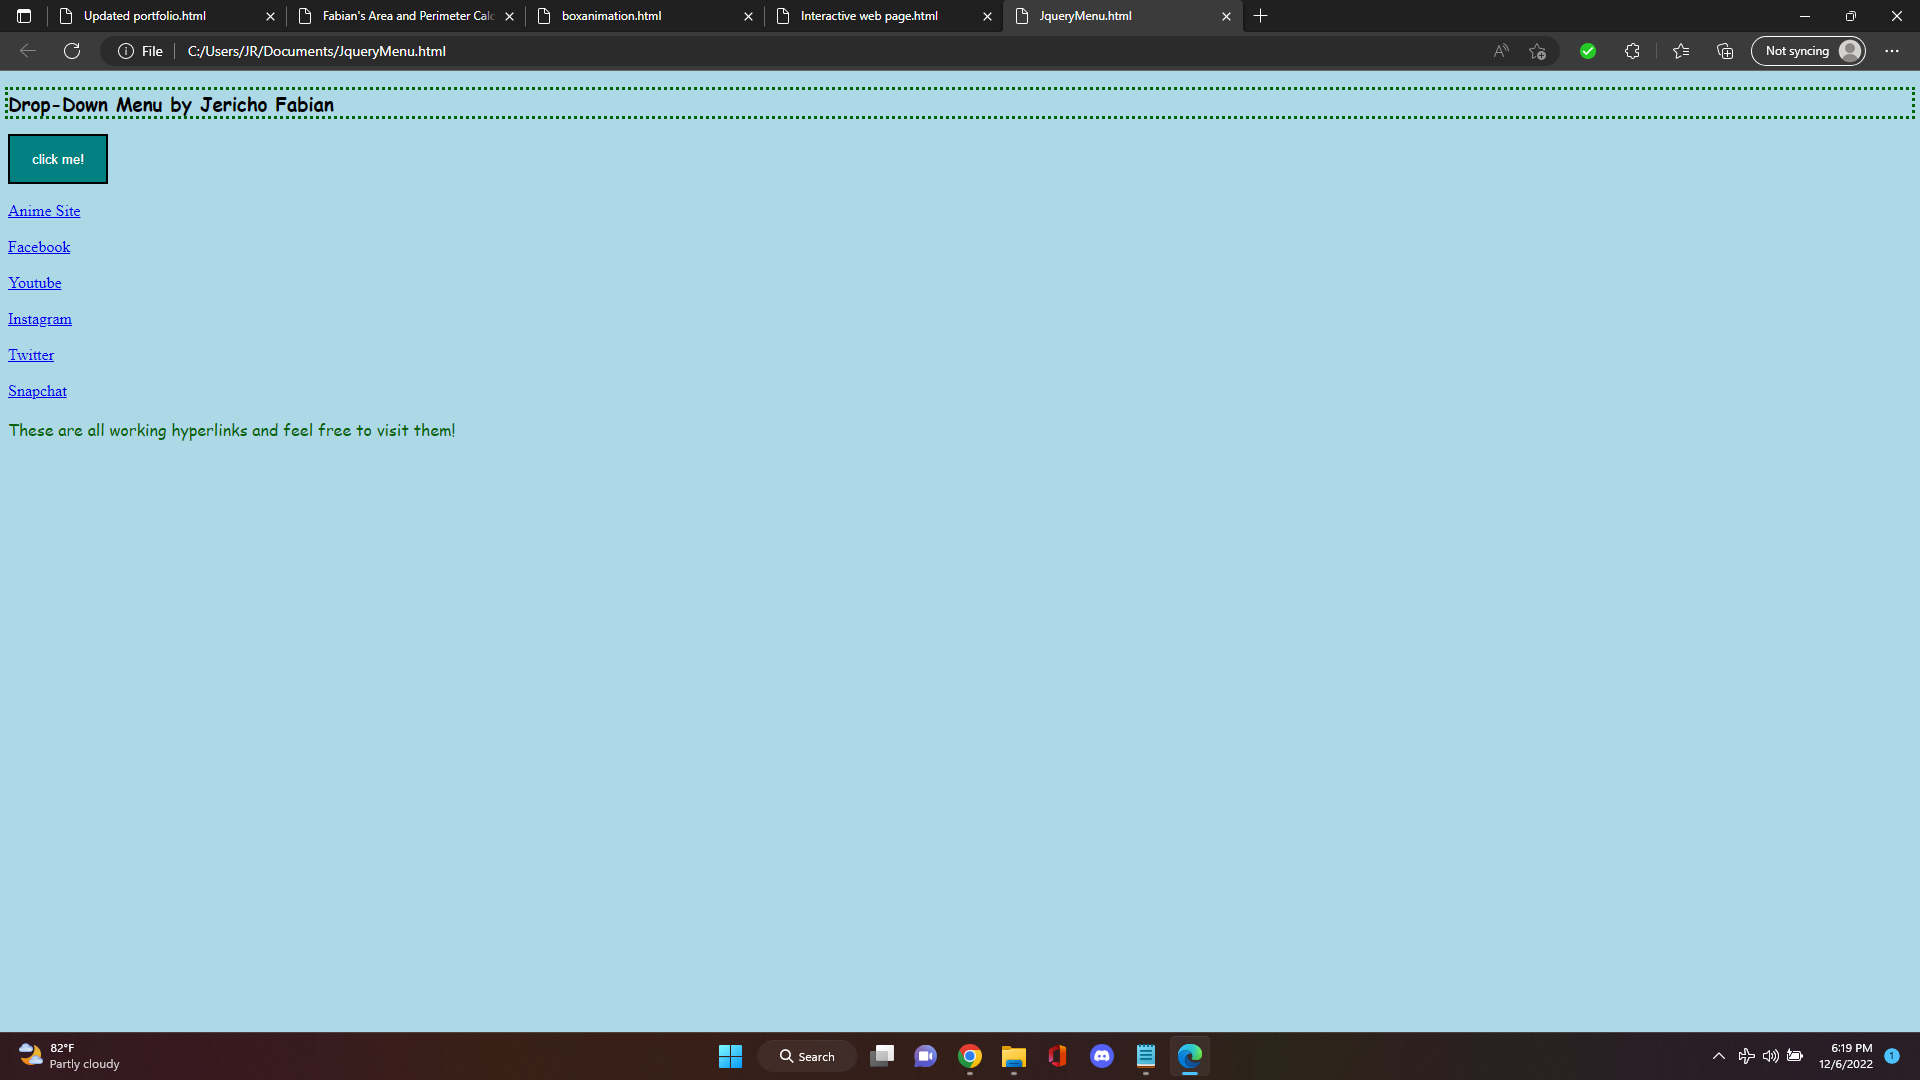 Updated portfolio.html
Fabian's Area and Perimeter Calc
boxanimation.html
Interactive web page.html
JqueryMenu.html
File
C:/Users/JR/Documents/JqueryMenu.html
Not syncing
Drop-Down Menu by Jericho Fabian
click me!
Anime Site
Facebook
Youtube
Instagram
Twitter
Snapchat
These are all working hyperlinks and feel free to visit them!
82°F
Partly cloudy
Search
6:19 PM
12/6/2022
1